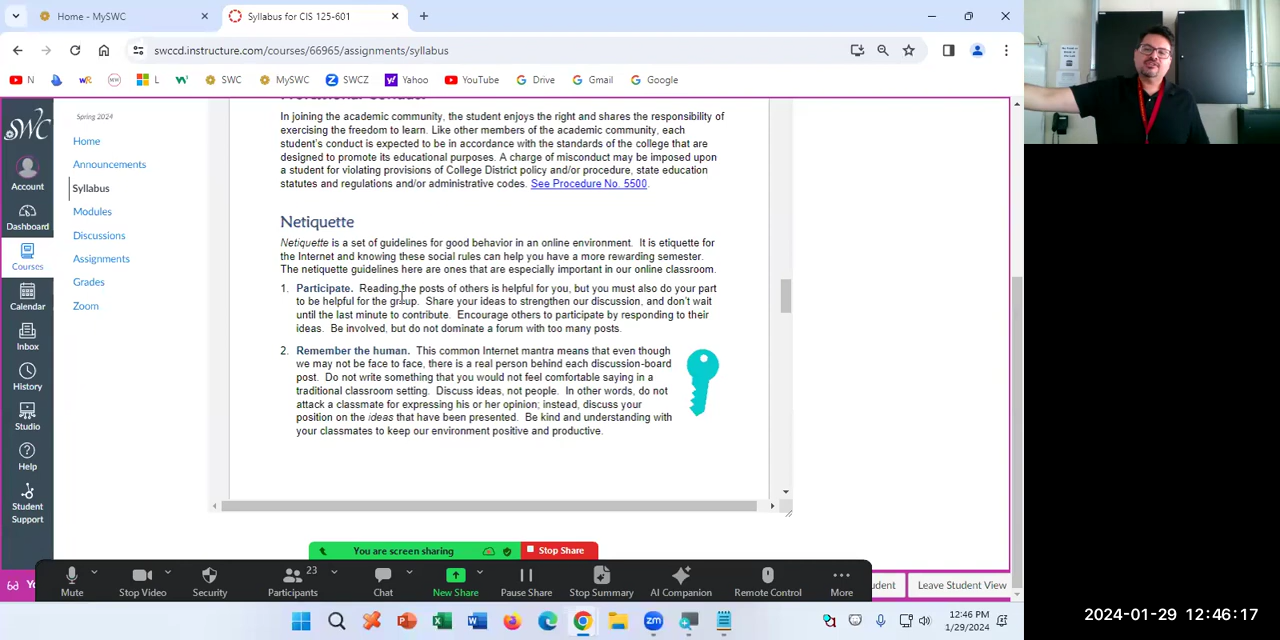 Home - MySWC
Syllabus for CIS 125-601
swccd.instructure.com/courses/66965/assignments/syllabus
N
L
SWC
MySWC
SWCZ
Yahoo
YouTube
Drive
Gmail
Google
SWC
Account
Dashboard
Courses
Calendar
Inbox
History
Studio
Help
Student
Support
Spring 2024
Home
Announcements
Syllabus
Modules
Discussions
Assignments
Grades
Zoom
Professional Conduct
In joining the academic community, the student enjoys the right and shares the responsibility of
exercising the freedom to learn. Like other members of the academic community, each
student's conduct is expected to be in accordance with the standards of the college that are
designed to promote its educational purposes. A charge of misconduct may be imposed upon
a student for violating provisions of College District policy and/or procedure, state education
statutes and regulations and/or administrative codes. See Procedure No. 5500.
Netiquette
Netiquette is a set of guidelines for good behavior in an online environment. It is etiquette for
the Internet and knowing these social rules can help you have a more rewarding semester.
The netiquette guidelines here are ones that are especially important in our online classroom.
1. Participate. Reading the posts of others is helpful for you, but you must also do your part
to be helpful for the group. Share your ideas to strengthen our discussion, and don't wait
until the last minute to contribute. Encourage others to participate by responding to their
ideas. Be involved, but do not dominate a forum with too many posts.
2. Remember the human. This common Internet mantra means that even though
we may not be face to face, there is a real person behind each discussion-board
post. Do not write something that you would not feel comfortable saying in a
traditional classroom setting. Discuss ideas, not people. In other words, do not
attack a classmate for expressing his or her opinion; instead, discuss your
position on the ideas that have been presented. Be kind and understanding with
your classmates to keep our environment positive and productive.
You are screen sharing
Stop Share
Mute
Stop Video
Security
23
Participants
Chat
New Share
Pause Share
Stop Summary
AI Companion
Remote Control
More
Leave Student View
12:46 PM
1/29/2024
2024-01-29 12:46:17